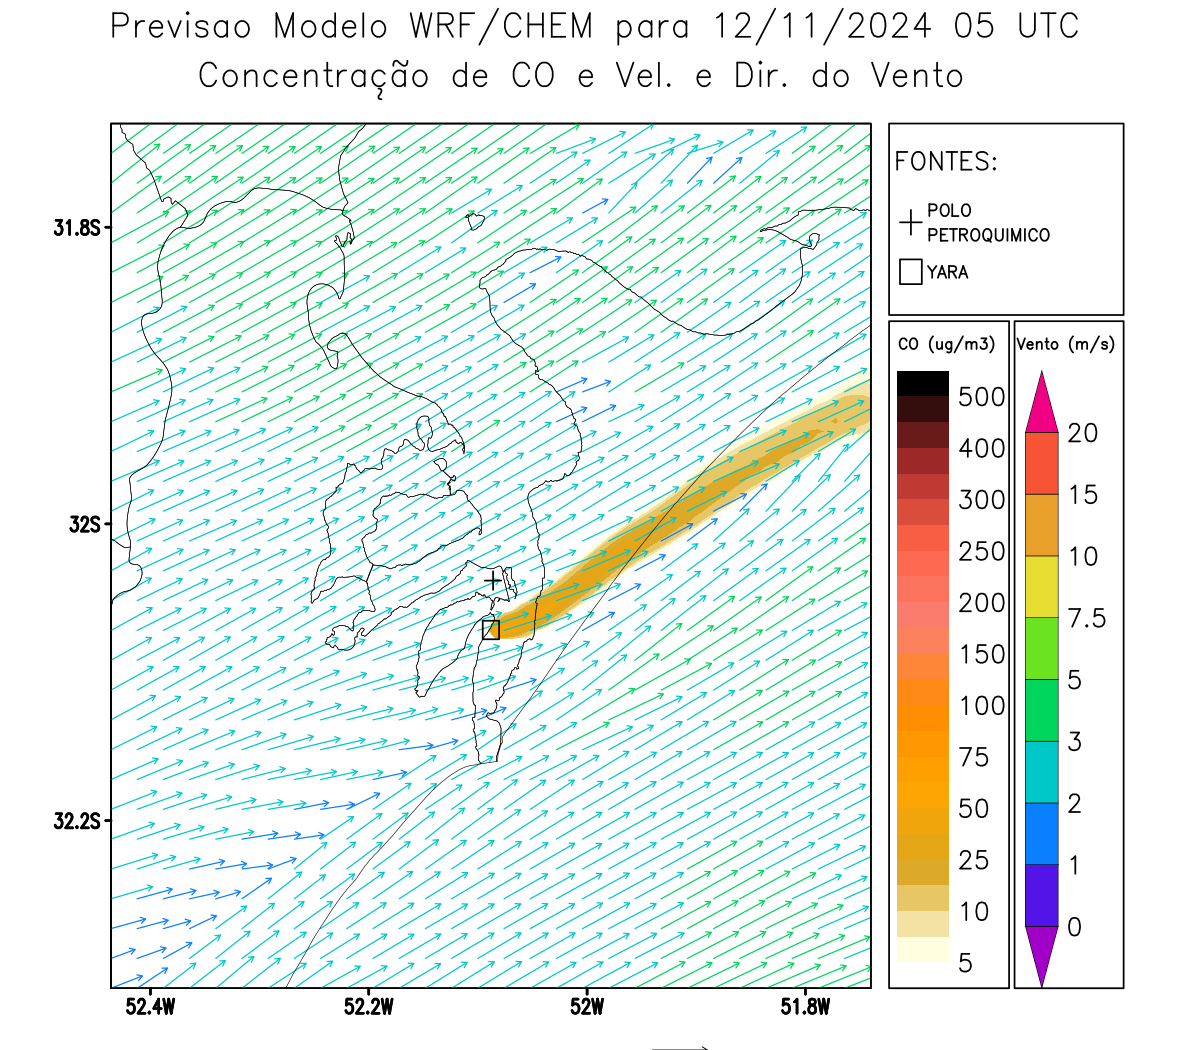 Previsao Modelo WRF/CHEM para 12/11/2024 05 UTC
Concentração de CO e Vel. e Dir. do Vento
FONTES:
POLO
PETROQUIMICO
YARA
31.8S
32S
32.2S
52.4W
52.2W
52W
51.8W
CO (ug/m3)
500
400
300
250
200
150
100
75
50
25
10
5
Vento (m/s)
20
15
10
7.5
5
3
2
1
0